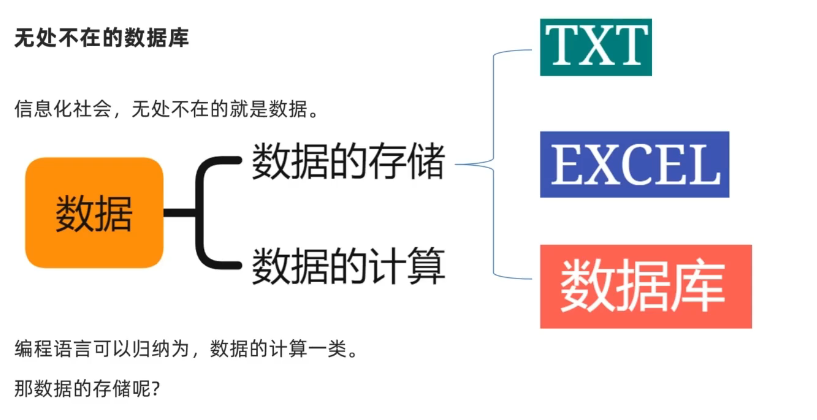 无处不在的数据库
信息化社会，无处不在的就是数据。
数据
数据的存储
数据的计算
TXT
EXCEL
数据库
编程语言可以归纳为，数据的计算一类。
那数据的存储呢?